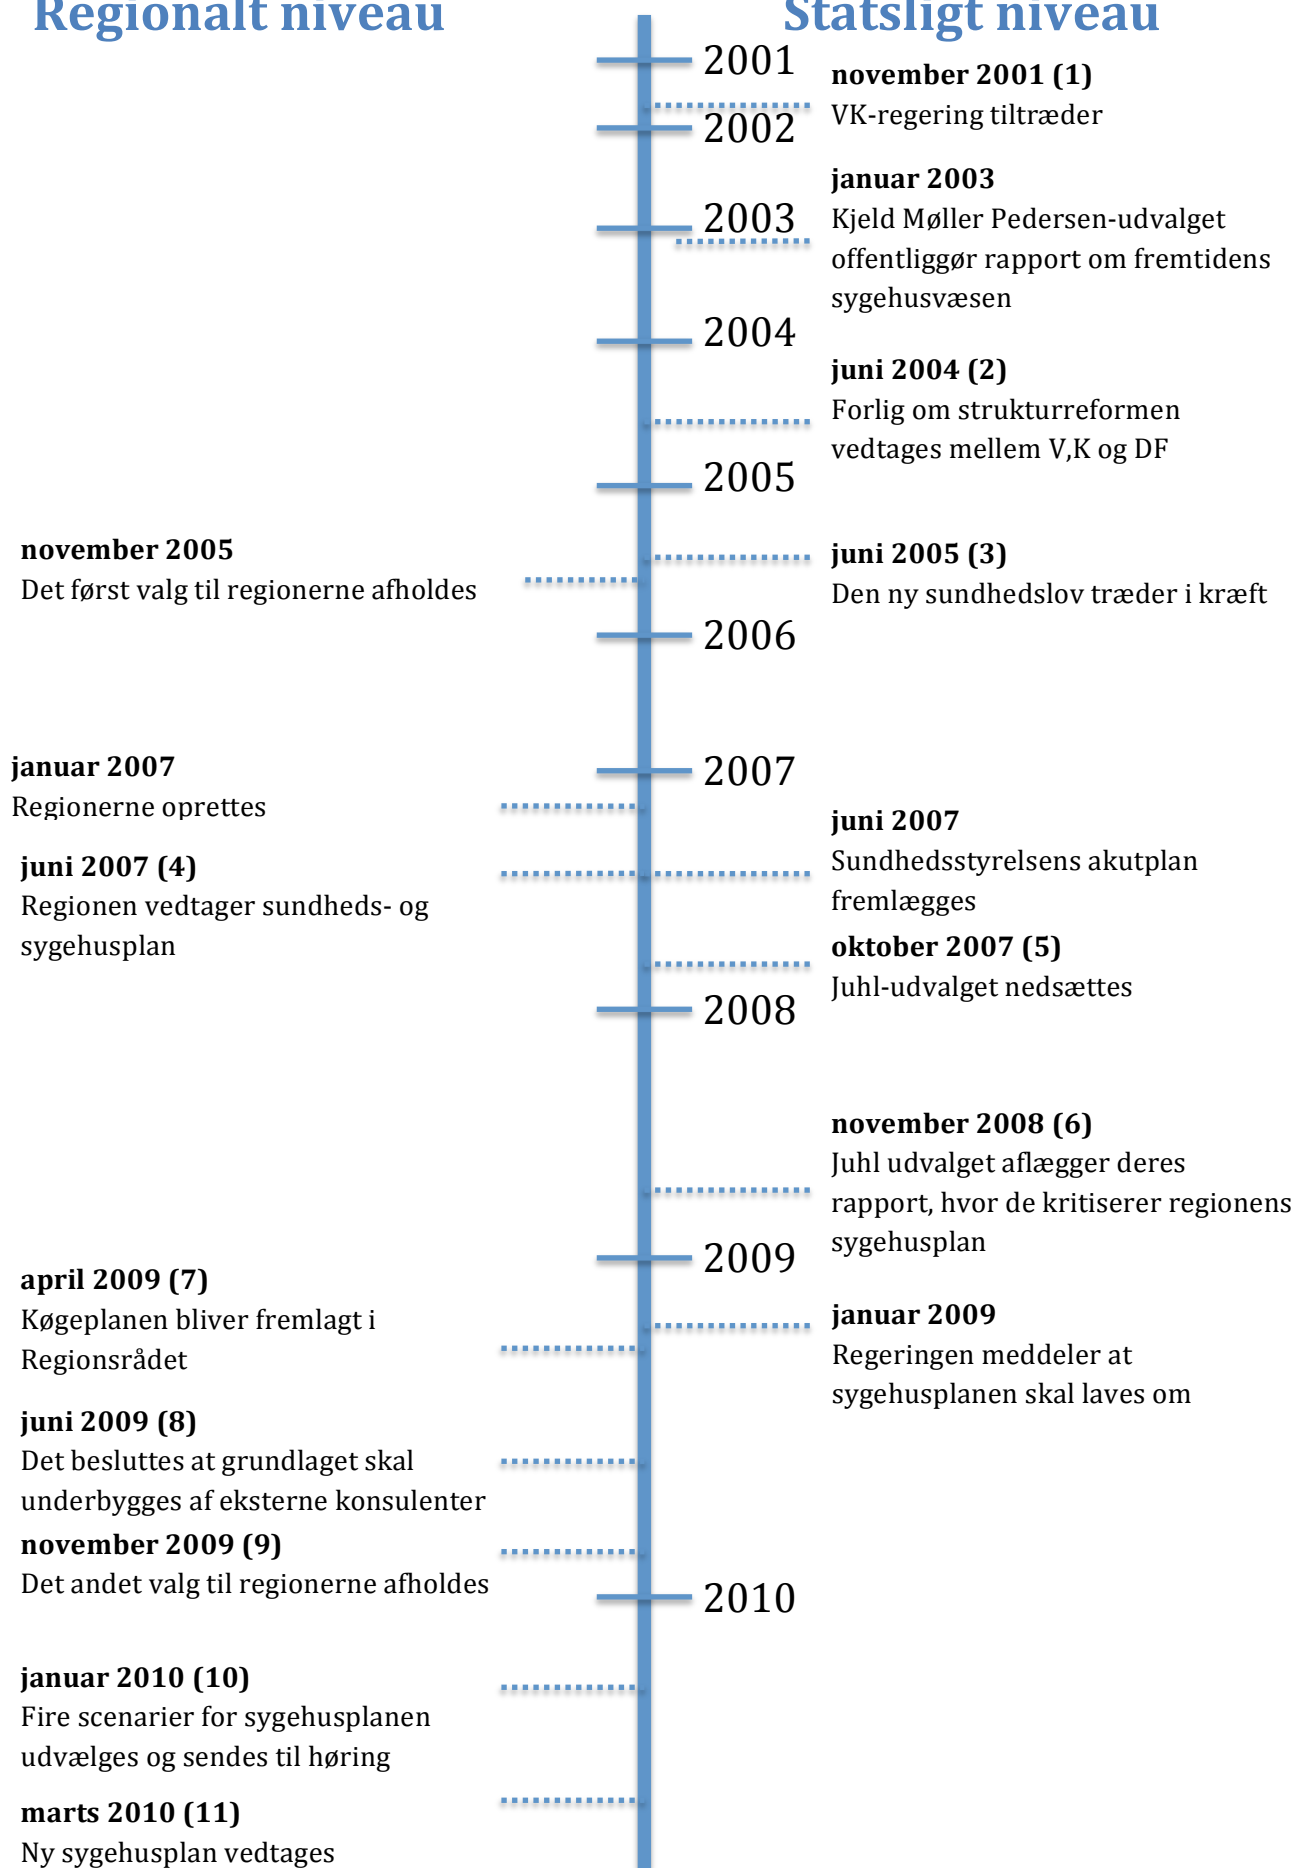 Regionalt niveau
Statsligt niveau
2001
november 2001 (1)
VK-regering tiltræder
2002
januar 2003
Kjeld Møller Pedersen-udvalget
offentliggør rapport om fremtidens
sygehusvæsen
2003
2004
juni 2004 (2)
Forlig om strukturreformen
vedtages mellem V,K og DF
2005
november 2005
Det først valg til regionerne afholdes
juni 2005 (3)
Den ny sundhedslov træder i kræft
2006
januar 2007
Regionerne oprettes
2007
juni 2007
Sundhedsstyrelsens akutplan
fremlægges
juni 2007 (4)
Regionen vedtager sundheds- og
sygehusplan
oktober 2007 (5)
Juhl-udvalget nedsættes
2008
november 2008 (6)
Juhl udvalget aflægger deres
rapport, hvor de kritiserer regionens
sygehusplan
2009
april 2009 (7)
Køgeplanen bliver fremlagt i
Regionsrådet
januar 2009
Regeringen meddeler at
sygehusplanen skal laves om
juni 2009 (8)
Det besluttes at grundlaget skal
underbygges af eksterne konsulenter
november 2009 (9)
Det andet valg til regionerne afholdes
2010
januar 2010 (10)
Fire scenarier for sygehusplanen
udvælges og sendes til høring
marts 2010 (11)
Ny sygehusplan vedtages